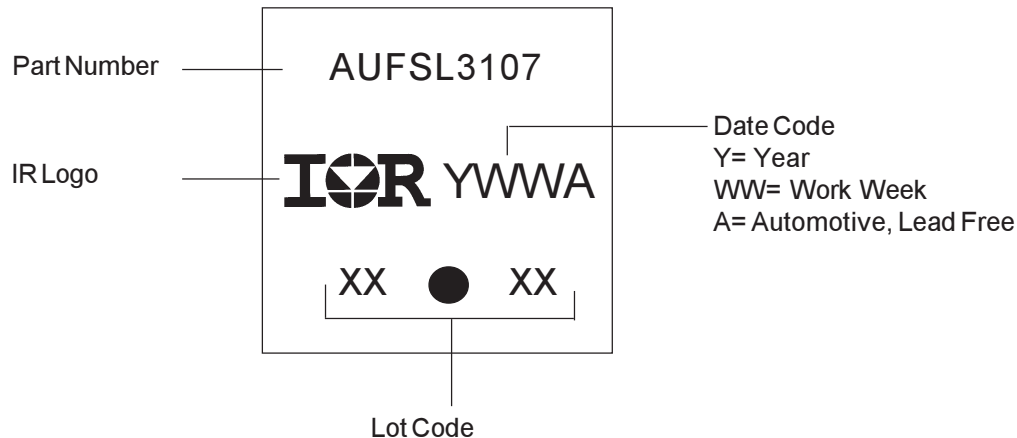 Part Number
AUFSL3107
IR Logo
IOR YWWA
Date Code
Y= Year
WW= Work Week
A= Automotive, Lead Free
XX XX
Lot Code